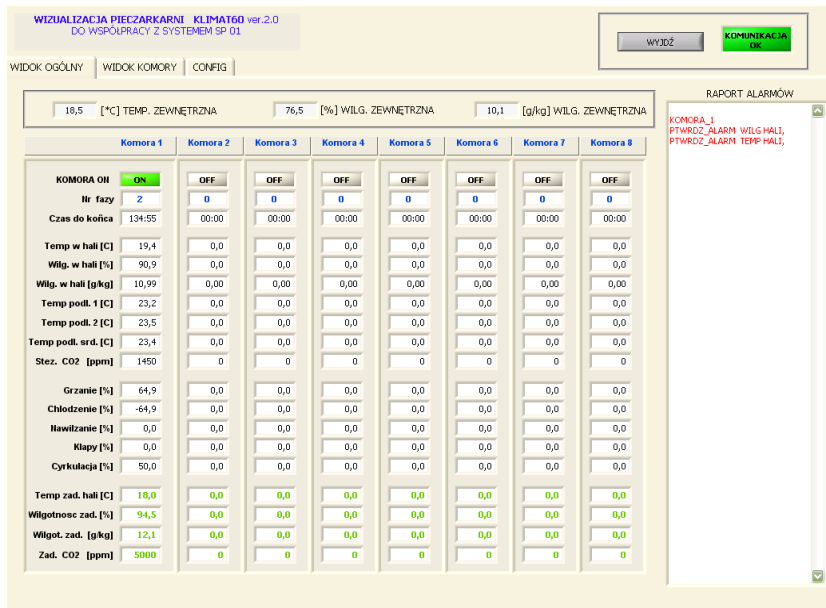 WIZUALIZACJA PIECZARKARNI KLIMAT60 ver.2.0
DO WSPÓŁPRACY Z SYSTEMEM SP 01
WYJDŹ
KOMUNIKACJA
OK
WIDOK OGÓLNY WIDOK KOMORY CONFIG
18,5 [*C] TEMP. ZEWNĘTRZNA 76,5 [%] WILG. ZEWNĘTRZNA 10,1 [g/kg] WILG. ZEWNĘTRZNA
Komora 1 Komora 2 Komora 3 Komora 4 Komora 5 Komora 6 Komora 7 Komora 8
KOMORA ON ON OFF OFF OFF OFF OFF OFF OFF
Nr fazy 2 0 0 0 0 0 0 0
Czas do końca 134:55 00:00 00:00 00:00 00:00 00:00 00:00 00:00
Temp w hali [C] 19,4 0,0 0,0 0,0 0,0 0,0 0,0 0,0
Wilg. w hali [%] 90,9 0,0 0,0 0,0 0,0 0,0 0,0 0,0
Wilg. w hali [g/kg] 10,99 0,00 0,00 0,00 0,00 0,00 0,00 0,00
Temp podl. 1 [C] 23,2 0,0 0,0 0,0 0,0 0,0 0,0 0,0
Temp podl. 2 [C] 23,5 0,0 0,0 0,0 0,0 0,0 0,0 0,0
Temp podl. srd. [C] 23,4 0,0 0,0 0,0 0,0 0,0 0,0 0,0
Stez. CO2 [ppm] 1450 0 0 0 0 0 0 0
Grzanie [%] 64,9 0,0 0,0 0,0 0,0 0,0 0,0 0,0
Chlodzenie [%] -64,9 0,0 0,0 0,0 0,0 0,0 0,0 0,0
Nawilzanie [%] 0,0 0,0 0,0 0,0 0,0 0,0 0,0 0,0
Klapy [%] 0,0 0,0 0,0 0,0 0,0 0,0 0,0 0,0
Cyrkulacja [%] 50,0 0,0 0,0 0,0 0,0 0,0 0,0 0,0
Temp zad. hali [C] 18,0 0,0 0,0 0,0 0,0 0,0 0,0 0,0
Wilgotnosc zad. [%] 94,5 0,0 0,0 0,0 0,0 0,0 0,0 0,0
Wilgot. zad. [g/kg] 12,1 0,0 0,0 0,0 0,0 0,0 0,0 0,0
Zad. CO2 [ppm] 5000 0 0 0 0 0 0 0
RAPORT ALARMÓW
KOMORA_1
PTWRDZ_ALARM WILG HALI,
PTWRDZ_ALARM TEMP HALI,